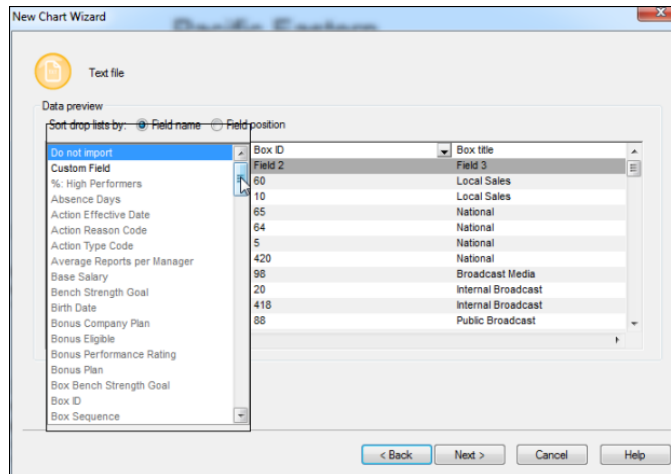 New Chart Wizard
Pacific Eastern
Text file
Data preview
Sort drop lists by: Field name Field position
Do not import
Custom Field
%: High Performers
Absence Days
Action Effective Date
Action Reason Code
Action Type Code
Average Reports per Manager
Base Salary
Bench Strength Goal
Birth Date
Bonus Company Plan
Bonus Eligible
Bonus Performance Rating
Bonus Plan
Box Bench Strength Goal
Box ID
Box Sequence
Box ID Box title
Field 2 Field 3
60 Local Sales
10 Local Sales
65 National
64 National
5 National
420 National
98 Broadcast Media
20 Internal Broadcast
418 Internal Broadcast
88 Public Broadcast
< Back Next > Cancel Help